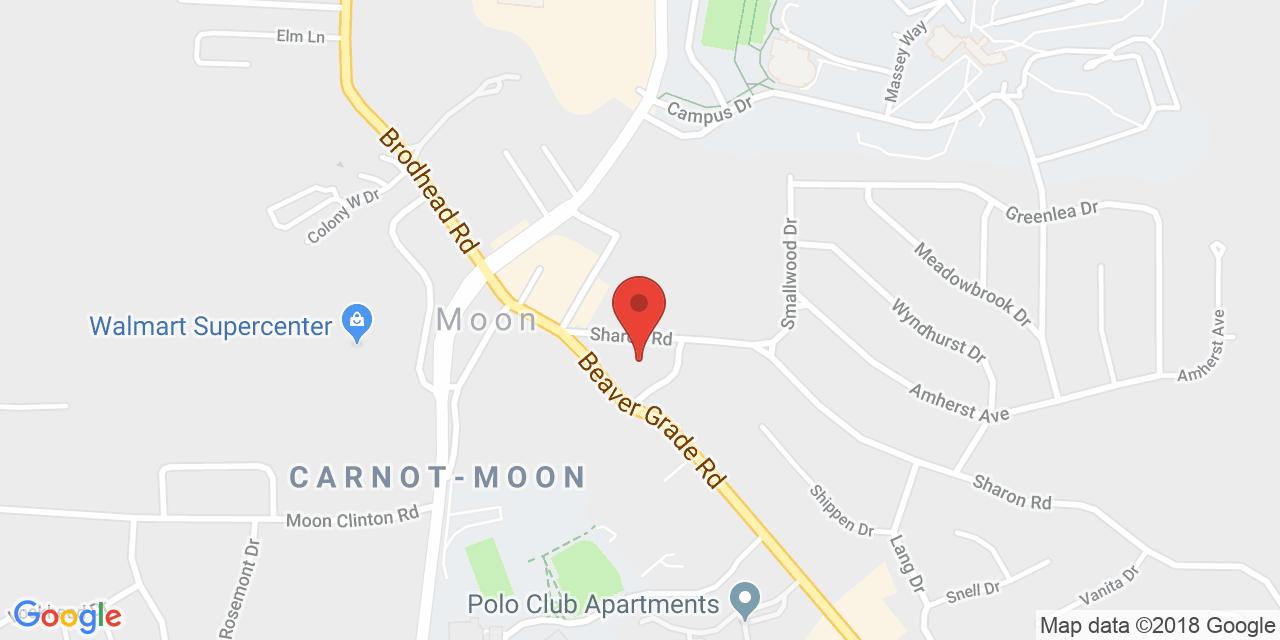 Elm Ln
Massey Way
Campus Dr
Brodhead Rd
Colony W Dr
Greenlea Dr
Smallwood Dr
Meadowbrook Dr
Wyndhurst Dr
Walmart Supercenter
Moon
Sharon Rd
Amherst Ave
Amherst Ave
Beaver Grade Rd
CARNOT-MOON
Sharon Rd
Shippen Dr
Moon Clinton Rd
Rosemont Dr
Lang Dr
Snell Dr
Vanita Dr
Polo Club Apartments
Google
Map data ©2018 Google